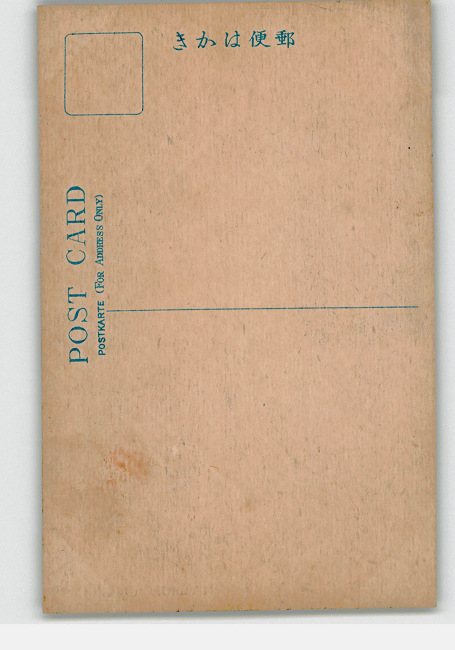 郵便はかき
POST CARD
POSTKARTE (FOR ADDRESS ONLY)